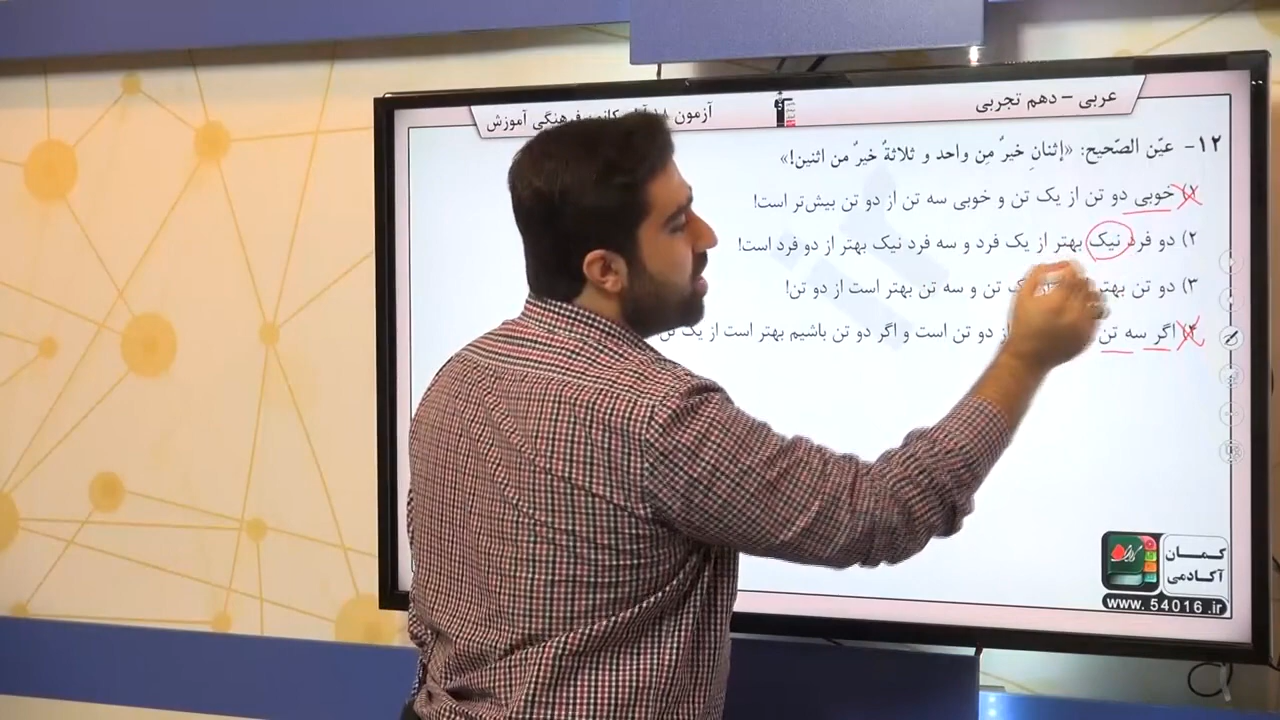 عربی - دهم تجربی
آزمون فرهنگی آموزش
۱۲- عیّن الصّحیح: «إثنانِ خیرٌ مِن واحد و ثلاثةٌ خیرٌ من اثنین!»
۱) خوبی دو تن از یک تن و خوبی سه تن از دو تن بیش‌تر است!
۲) دو فرد نیک بهتر از یک فرد و سه فرد نیک بهتر از دو فرد است!
۳) دو تن بهتر تن و سه تن بهتر است از دو تن!
۴) اگر سه تن از دو تن است و اگر دو تن باشیم بهتر است از یک
کمان
آکادمی
www. 54016 .ir